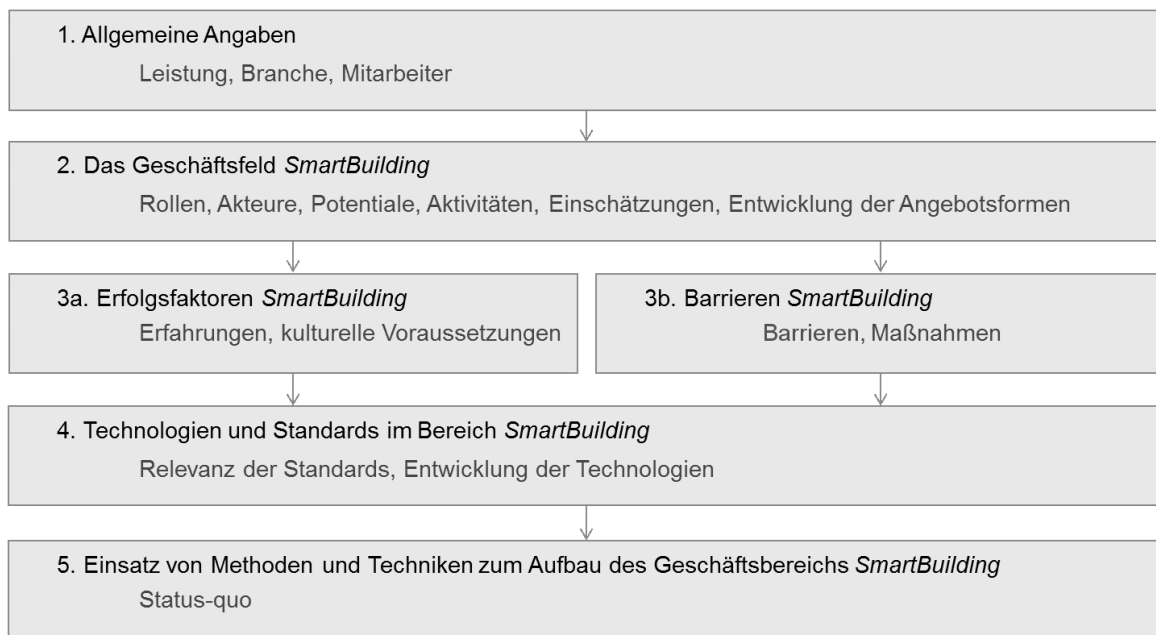 1. Allgemeine Angaben
Leistung, Branche, Mitarbeiter
2. Das Geschäftsfeld SmartBuilding
Rollen, Akteure, Potentiale, Aktivitäten, Einschätzungen, Entwicklung der Angebotsformen
3a. Erfolgsfaktoren SmartBuilding
Erfahrungen, kulturelle Voraussetzungen
3b. Barrieren SmartBuilding
Barrieren, Maßnahmen
4. Technologien und Standards im Bereich SmartBuilding
Relevanz der Standards, Entwicklung der Technologien
5. Einsatz von Methoden und Techniken zum Aufbau des Geschäftsbereichs SmartBuilding
Status-quo